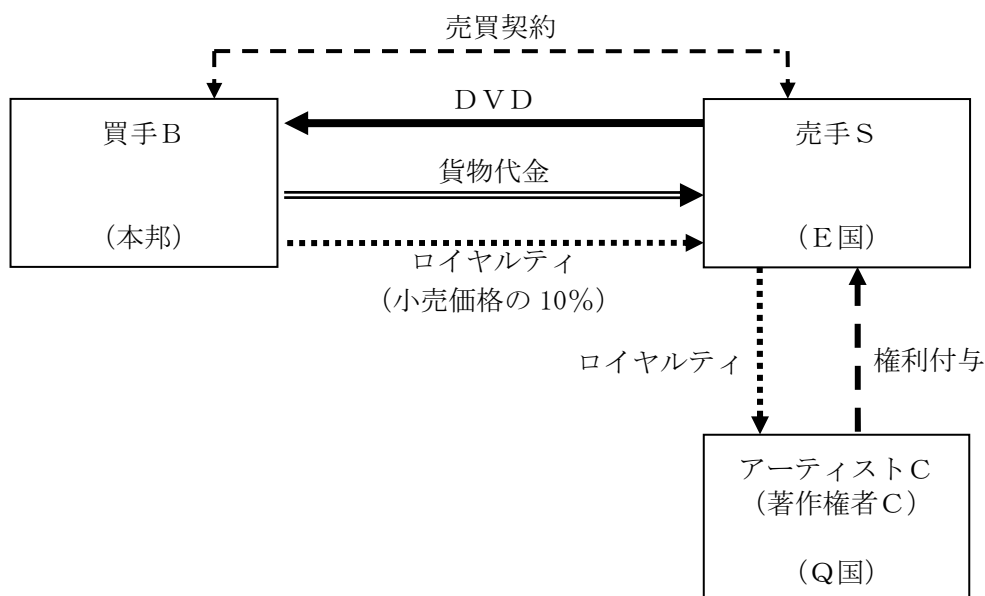 売買契約
買手B
(本邦)
DVD
貨物代金
ロイヤルティ
(小売価格の 10%)
売手S
(E国)
ロイヤルティ
権利付与
アーティストC
(著作権者C)
(Q国)